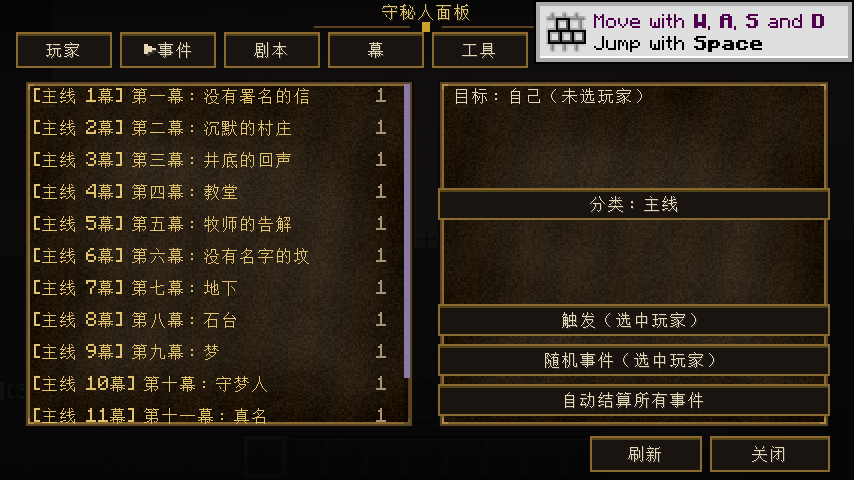 守秘人面板
Move with W, A, S and D
Jump with Space
玩家
▶事件
剧本
幕
工具
[主线 1幕] 第一幕：没有署名的信 1
[主线 2幕] 第二幕：沉默的村庄 1
[主线 3幕] 第三幕：井底的回声 1
[主线 4幕] 第四幕：教堂 1
[主线 5幕] 第五幕：牧师的告解 1
[主线 6幕] 第六幕：没有名字的坟 1
[主线 7幕] 第七幕：地下 1
[主线 8幕] 第八幕：石台 1
[主线 9幕] 第九幕：梦 1
[主线 10幕] 第十幕：守梦人 1
[主线 11幕] 第十一幕：真名 1
目标：自己（未选玩家）
分类：主线
触发（选中玩家）
随机事件（选中玩家）
自动结算所有事件
刷新
关闭